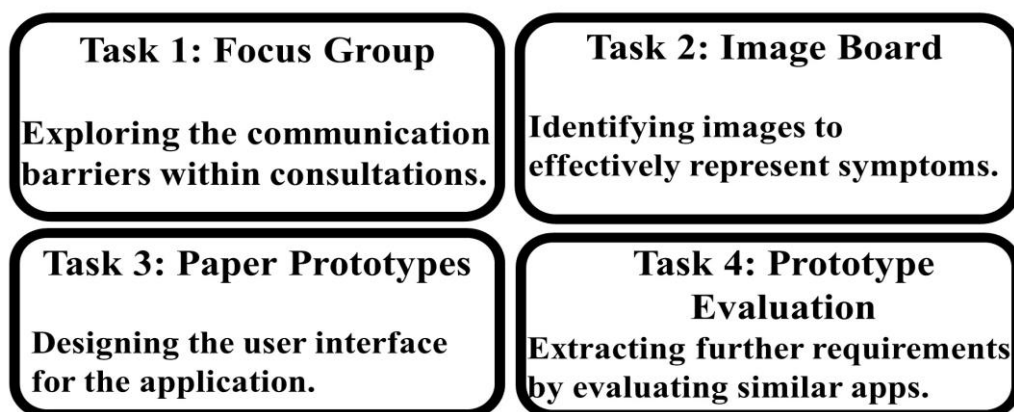 Task 1: Focus Group
Exploring the communication
barriers within consultations.
Task 2: Image Board
Identifying images to
effectively represent symptoms.
Task 3: Paper Prototypes
Designing the user interface
for the application.
Task 4: Prototype
Evaluation
Extracting further requirements
by evaluating similar apps.